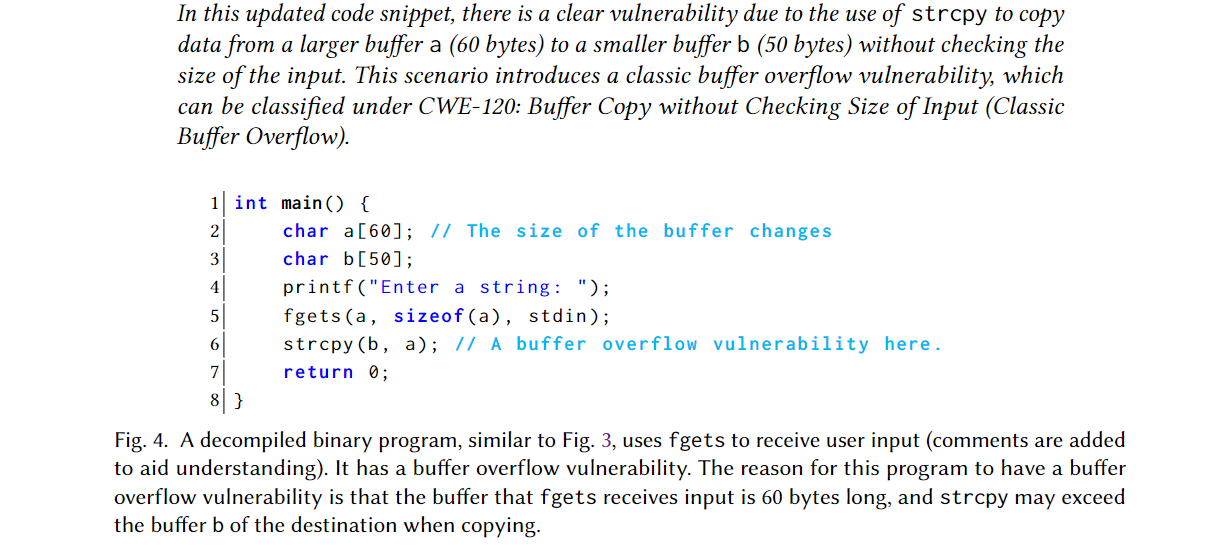 In this updated code snippet, there is a clear vulnerability due to the use of strcpy to copy
data from a larger buffer a (60 bytes) to a smaller buffer b (50 bytes) without checking the
size of the input. This scenario introduces a classic buffer overflow vulnerability, which
can be classified under CWE-120: Buffer Copy without Checking Size of Input (Classic
Buffer Overflow).
1 int main() {
2     char a[60]; // The size of the buffer changes
3     char b[50];
4     printf("Enter a string: ");
5     fgets(a, sizeof(a), stdin);
6     strcpy(b, a); // A buffer overflow vulnerability here.
7     return 0;
8 }
Fig. 4. A decompiled binary program, similar to Fig. 3, uses fgets to receive user input (comments are added
to aid understanding). It has a buffer overflow vulnerability. The reason for this program to have a buffer
overflow vulnerability is that the buffer that fgets receives input is 60 bytes long, and strcpy may exceed
the buffer b of the destination when copying.